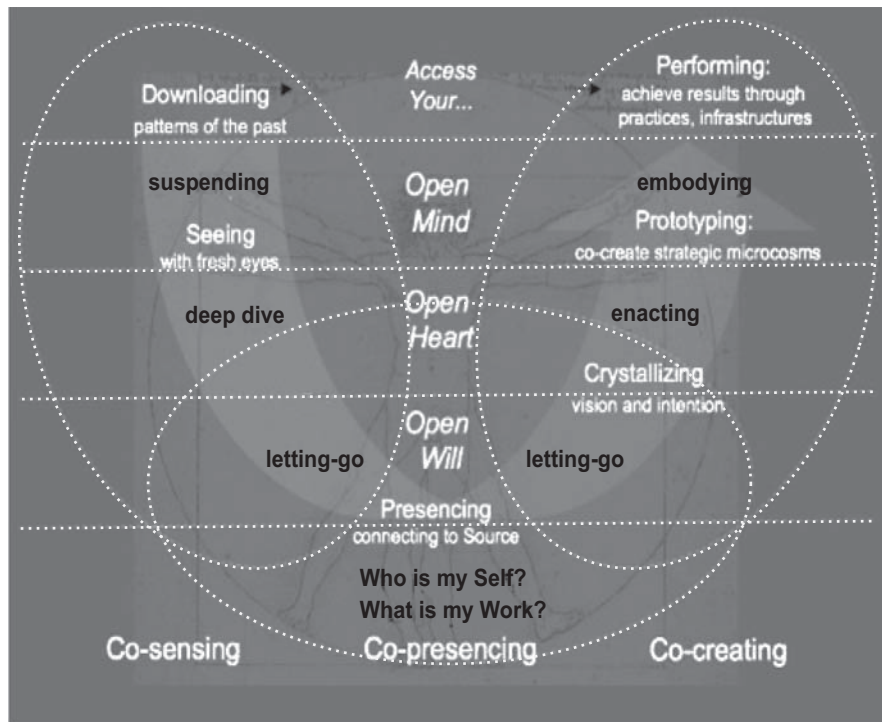 Downloading
patterns of the past
Access
Your...
Performing:
achieve results through
practices, infrastructures
suspending
Open
Mind
embodying
Seeing
with fresh eyes
Prototyping:
co-create strategic microcosms
deep dive
Open
Heart
enacting
Crystallizing
vision and intention
letting-go
Open
Will
letting-go
Presencing
connecting to Source
Who is my Self?
What is my Work?
Co-sensing
Co-presencing
Co-creating